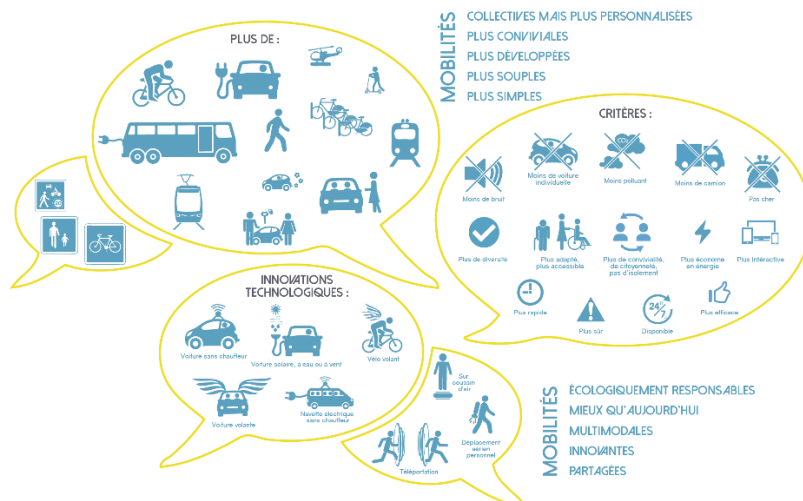 PLUS DE :
MOBILITÉS
COLLECTIVES MAIS PLUS PERSONNALISÉES
PLUS CONVIVIALES
PLUS DÉVELOPPÉES
PLUS SOUPLES
PLUS SIMPLES
CRITÈRES :
Moins de bruit
Moins de voiture
individuelle
Moins polluant
Moins de camion
Pas cher
Plus de diversité
Plus adapté,
plus accessible
Plus de convivialité,
de citoyenneté,
pas d'isolement
Plus économe
en énergie
Plus intéractive
Plus rapide
Plus sûr
24h/7
Disponible
Plus efficace
INNOVATIONS
TECHNOLOGIQUES :
Voiture sans chauffeur
Voiture solaire, à eau ou à vent
Vélo volant
Voiture volante
Navette électrique
sans chauffeur
Sur
coussin
d'air
Déplacement
aérien
personnel
Téléportation
MOBILITÉS
ÉCOLOGIQUEMENT RESPONSABLES
MIEUX QU'AUJOURD'HUI
MULTIMODALES
INNOVANTES
PARTAGÉES